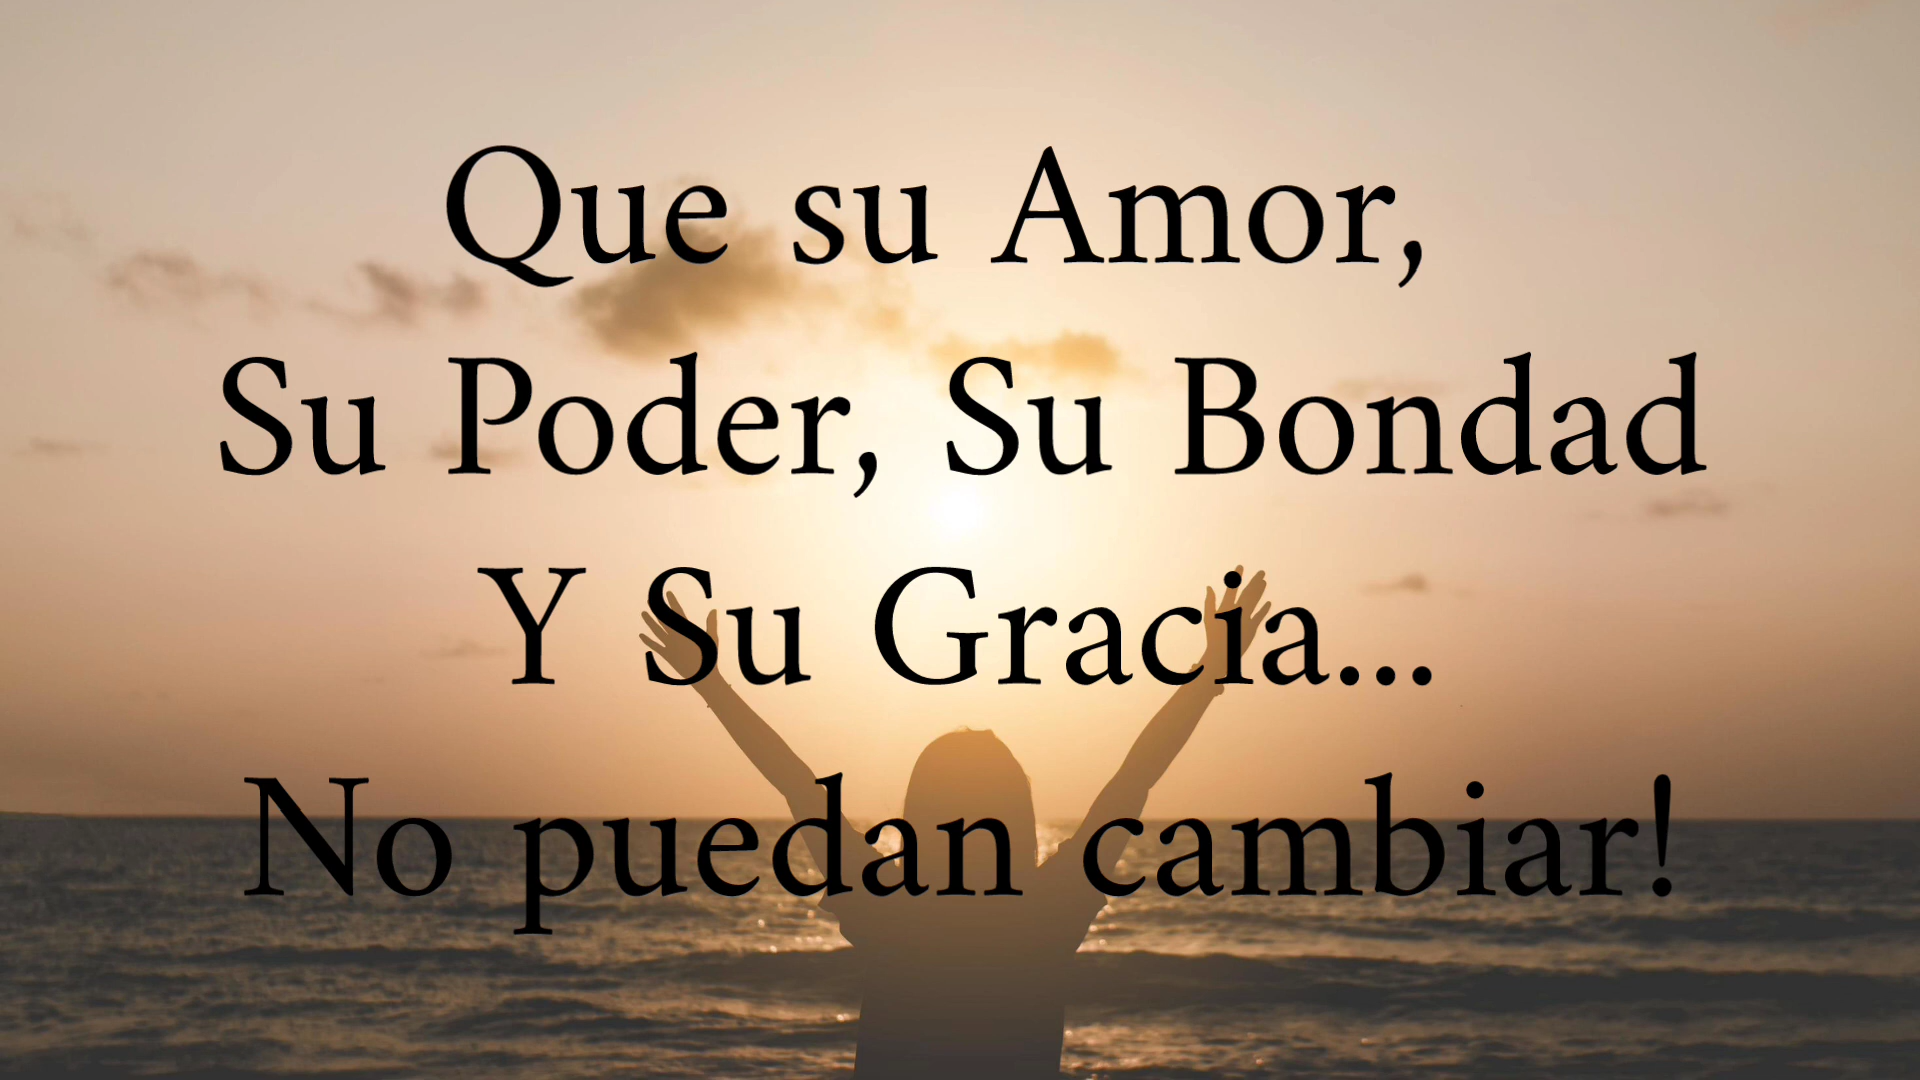 Que su Amor,
Su Poder, Su Bondad
Y Su Gracia...
No puedan cambiar!